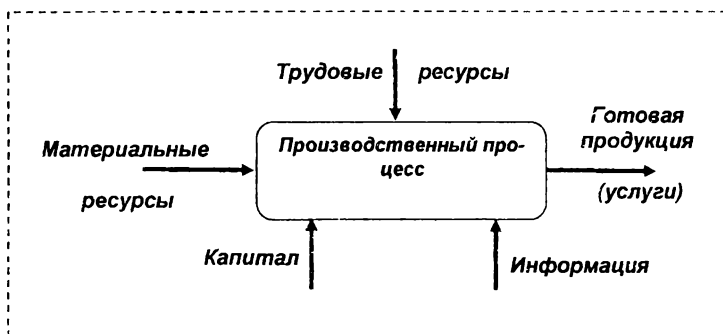 Трудовые ресурсы
Готовая
продукция
(услуги)
Производственный про-
цесс
Материальные
ресурсы
Капитал
Информация